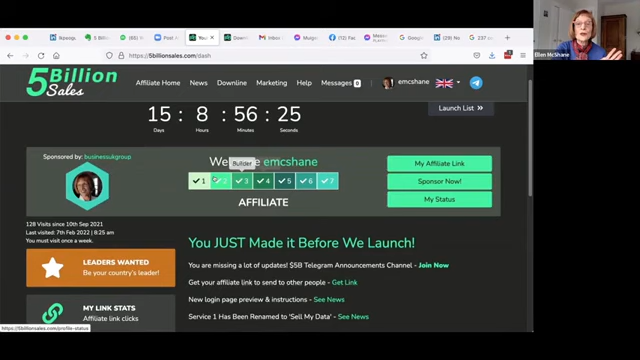 5billionsales.com/dash
5Billion
Sales
Affiliate Home News Downline Marketing Help Messages 0 emcshane
15 : 8 : 56 : 25
Days Hours Minutes Seconds
Launch List
Sponsored by: businessukgroup
emcshane
Builder
1 3 4 5 6 7
AFFILIATE
My Affiliate Link
Sponsor Now!
My Status
128 Visits since 10th Sep 2021
Last visited: 7th Feb 2022 / 8:25 am
You must visit once a week.
LEADERS WANTED
Be your country's leader!
MY LINK STATS
Affiliate link clicks
You JUST Made it Before We Launch!
You are missing a lot of updates! $5B Telegram Announcements Channel - Join Now
Get your affiliate link to send to other people - Get Link
New login page preview & instructions - See News
Service 1 Has Been Renamed to 'Sell My Data' - See News
https://5billionsales.com/profile-status
Ellen McShane